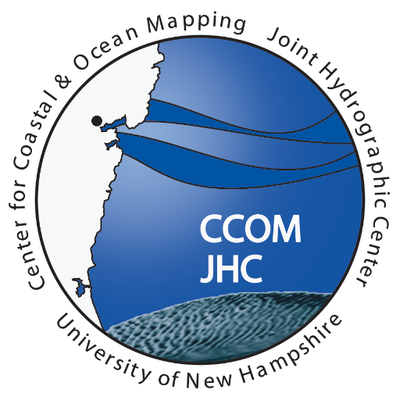 Center for Coastal & Ocean Mapping
Joint Hydrographic Center
CCOM
JHC
University of New Hampshire